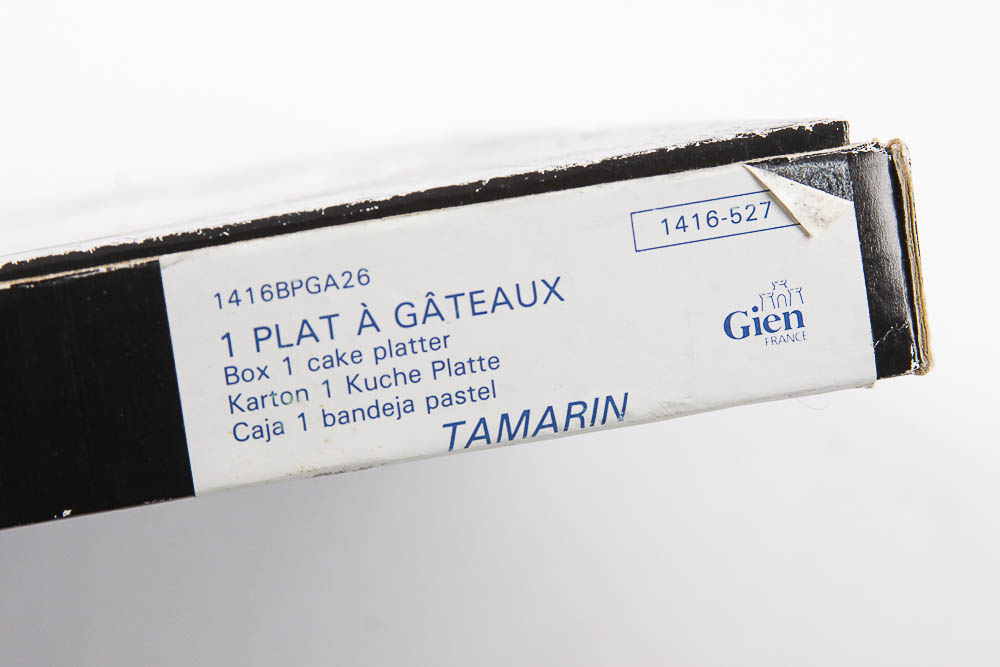 1416-527
1416BPGA26
1 PLAT À GÂTEAUX
Box 1 cake platter
Karton 1 Kuche Platte
Caja 1 bandeja pastel
TAMARIN
Gien
FRANCE